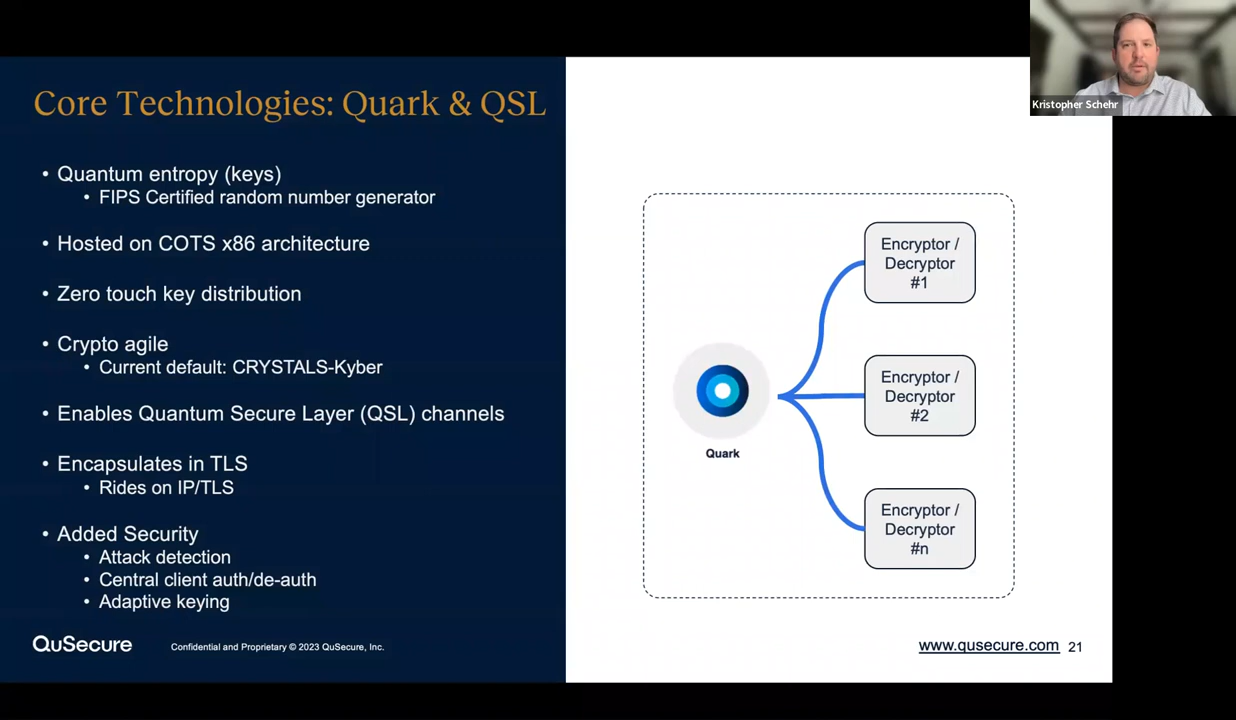 Kristopher Schehr
Core Technologies: Quark & QSL
• Quantum entropy (keys)
• FIPS Certified random number generator
• Hosted on COTS x86 architecture
• Zero touch key distribution
• Crypto agile
• Current default: CRYSTALS-Kyber
• Enables Quantum Secure Layer (QSL) channels
• Encapsulates in TLS
• Rides on IP/TLS
• Added Security
• Attack detection
• Central client auth/de-auth
• Adaptive keying
Quark
Encryptor /
Decryptor
#1
Encryptor /
Decryptor
#2
Encryptor /
Decryptor
#n
QuSecure
Confidential and Proprietary © 2023 QuSecure, Inc.
www.qusecure.com 21